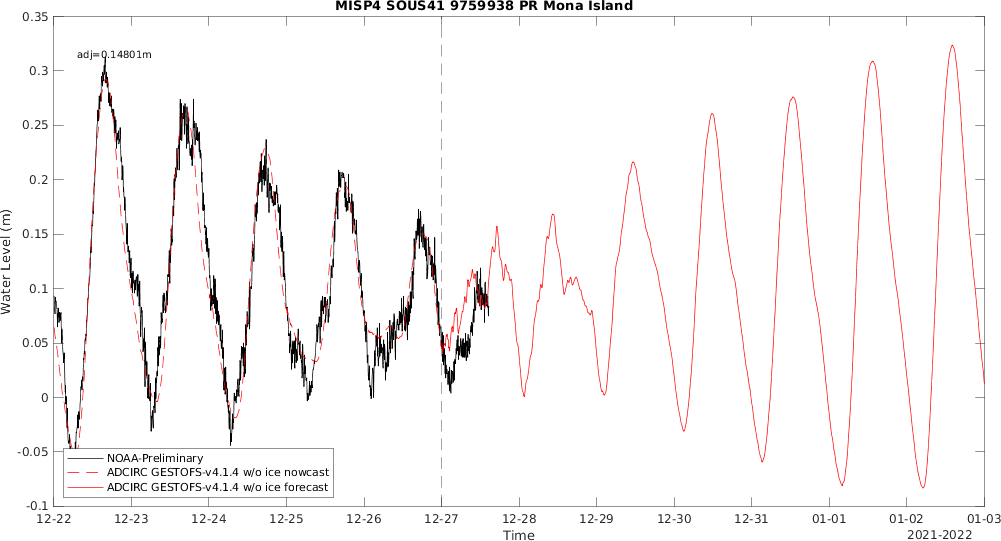 MISP4 SOUS41 9759938 PR Mona Island
adj=0.14801m
0.35
0.3
0.25
0.2
0.15
0.1
0.05
0
-0.05
-0.1
Water Level (m)
NOAA-Preliminary
ADCIRC GESTOFS-v4.1.4 w/o ice nowcast
ADCIRC GESTOFS-v4.1.4 w/o ice forecast
12-22 12-23 12-24 12-25 12-26 12-27 12-28 12-29 12-30 12-31 01-01 01-02 01-03
Time
2021-2022